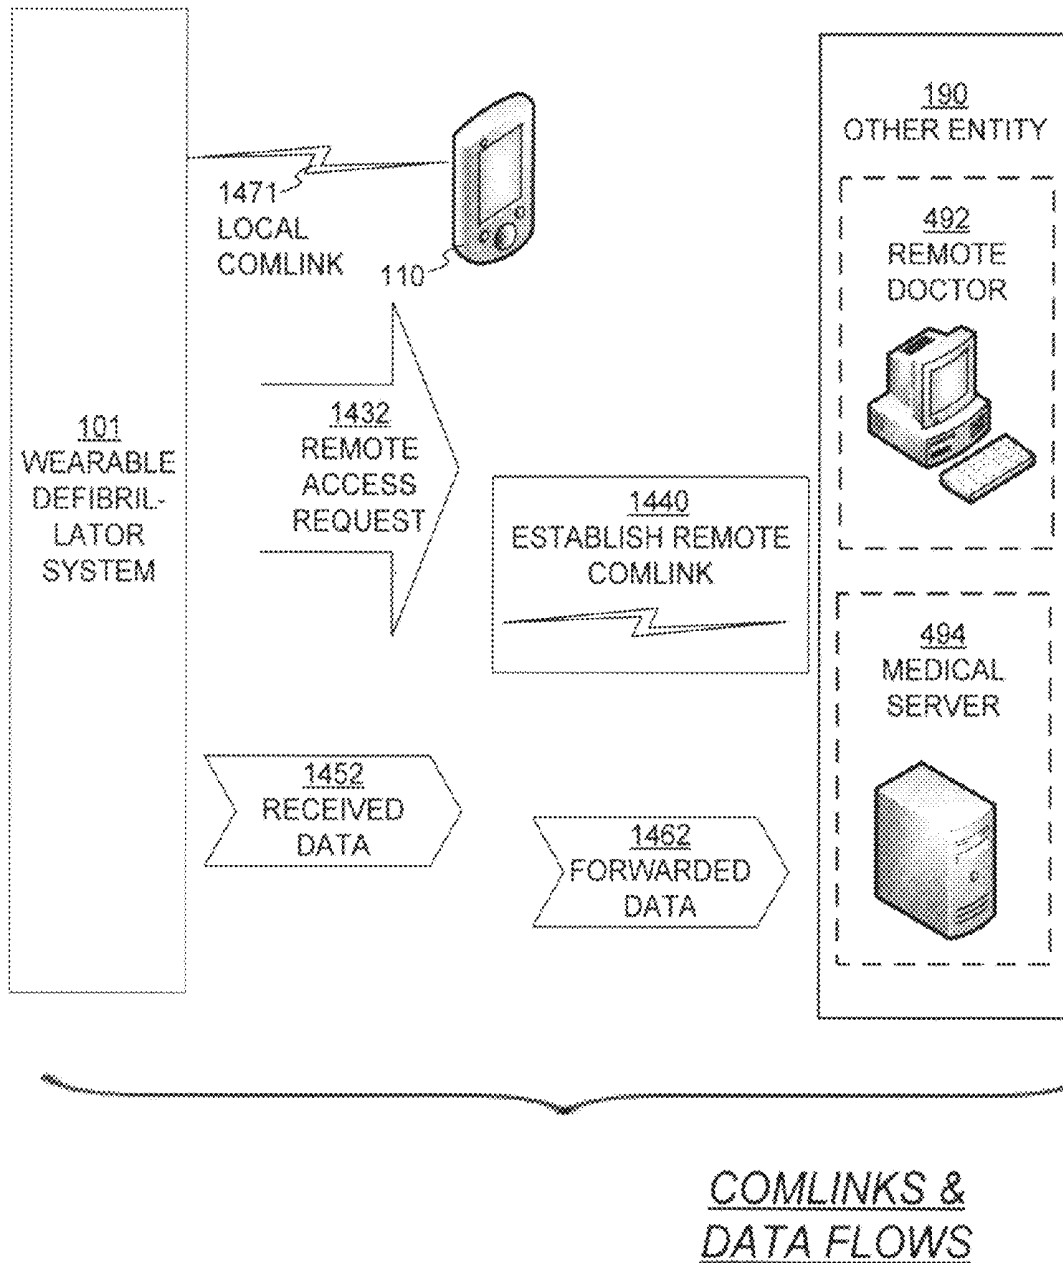 101
WEARABLE
DEFIBRIL-
LATOR
SYSTEM
1471
LOCAL
COMLINK
110
1432
REMOTE
ACCESS
REQUEST
1440
ESTABLISH REMOTE
COMLINK
1452
RECEIVED
DATA
1462
FORWARDED
DATA
190
OTHER ENTITY
492
REMOTE
DOCTOR
494
MEDICAL
SERVER
COMLINKS &
DATA FLOWS